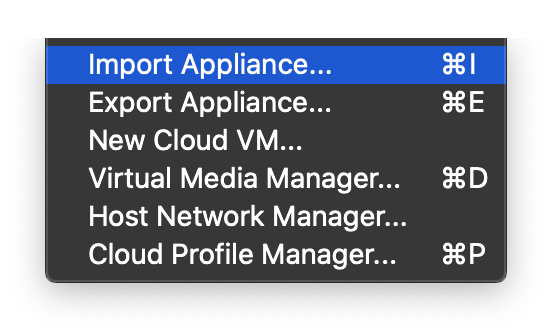 Import Appliance... ⌘I
Export Appliance... ⌘E
New Cloud VM...
Virtual Media Manager... ⌘D
Host Network Manager...
Cloud Profile Manager... ⌘P